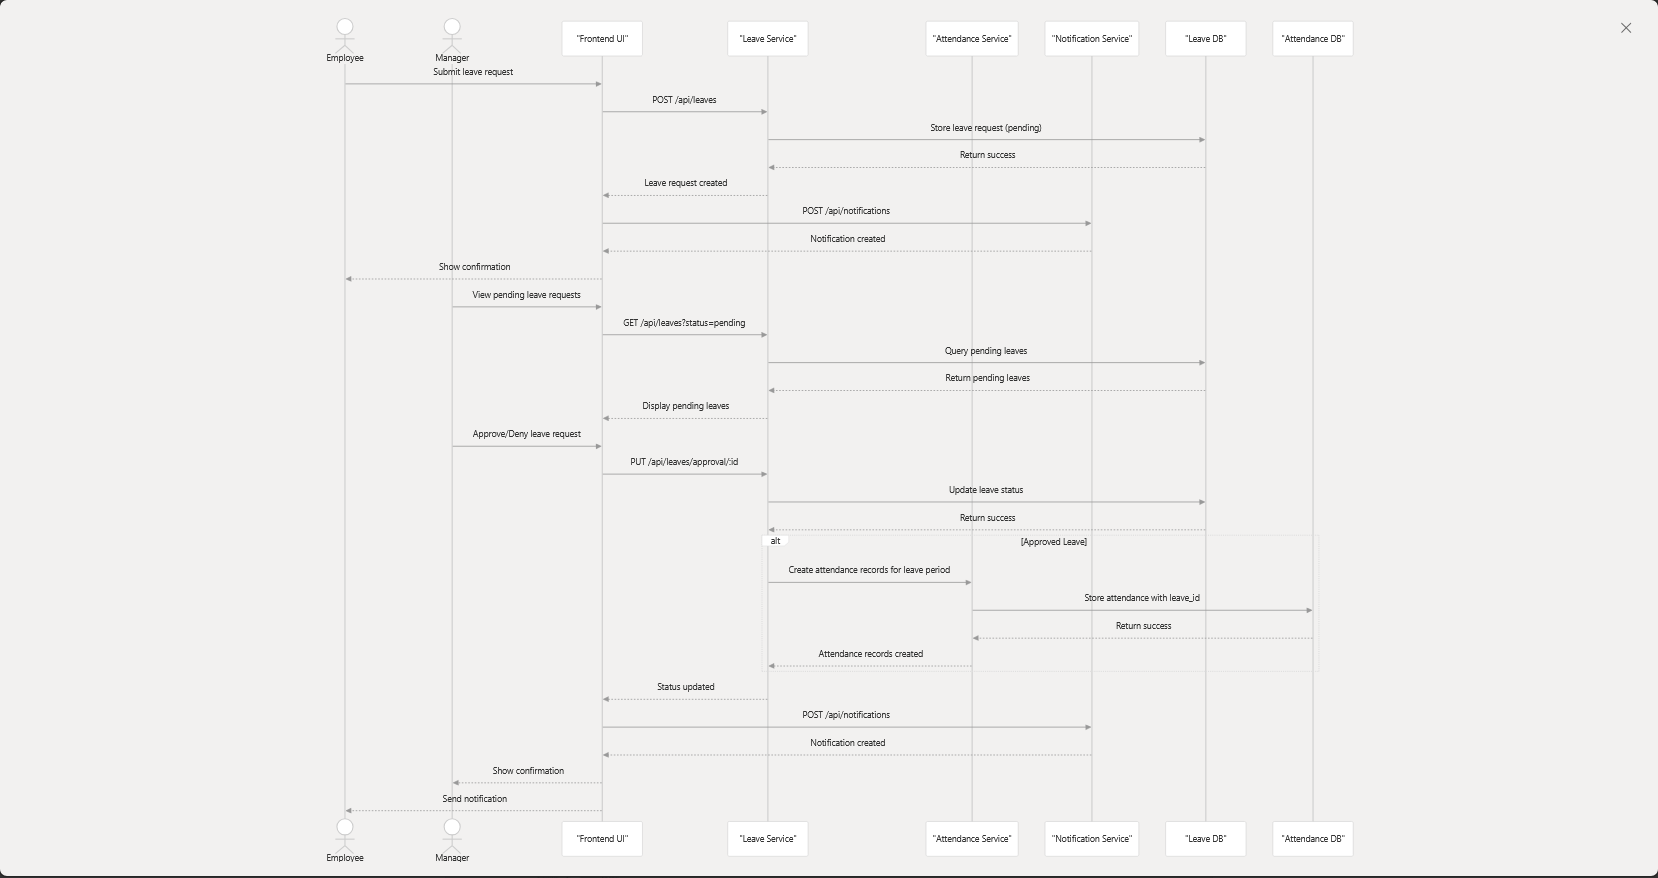 Employee
Manager
"Frontend UI"
"Leave Service"
"Attendance Service"
"Notification Service"
"Leave DB"
"Attendance DB"
Submit leave request
POST /api/leaves
Store leave request (pending)
Return success
Leave request created
POST /api/notifications
Notification created
Show confirmation
View pending leave requests
GET /api/leaves?status=pending
Query pending leaves
Return pending leaves
Display pending leaves
Approve/Deny leave request
PUT /api/leaves/approval/:id
Update leave status
Return success
alt
[Approved Leave]
Create attendance records for leave period
Store attendance with leave_id
Return success
Attendance records created
Status updated
POST /api/notifications
Notification created
Show confirmation
Send notification
Employee
Manager
"Frontend UI"
"Leave Service"
"Attendance Service"
"Notification Service"
"Leave DB"
"Attendance DB"